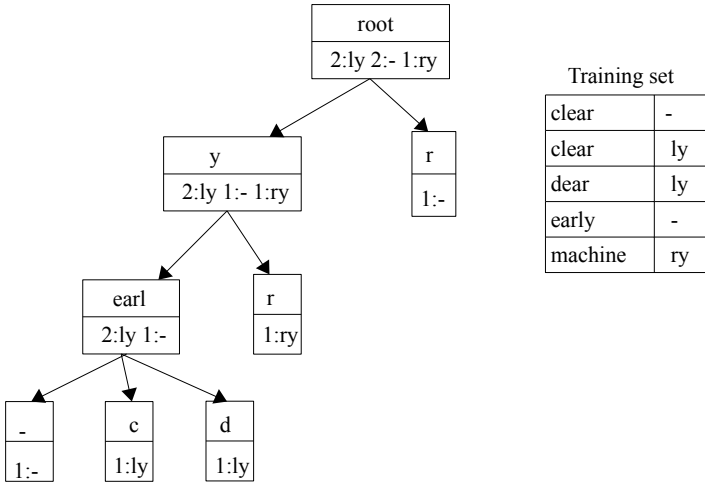 root
2:ly 2:- 1:ry
Training set
clear -
clear ly
dear ly
early -
machine ry
y
2:ly 1:- 1:ry
r
1:-
earl
2:ly 1:-
r
1:ry
-
1:-
c
1:ly
d
1:ly